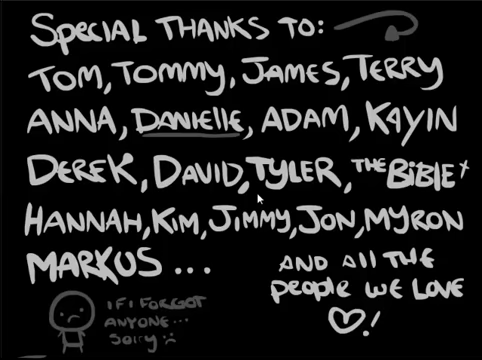 SPECIAL THANKS TO:
TOM, TOMMY, JAMES, TERRY
ANNA, DANIELLE, ADAM, KAYIN
DEREK, DAVID, TYLER, THE BiBLE
HANNAH, KIM, JIMMY, JON, MYRON
MARKUS...
AND All THE
people WE LOVE
!
IF I FORGOT
ANYONE...
Sorry :(